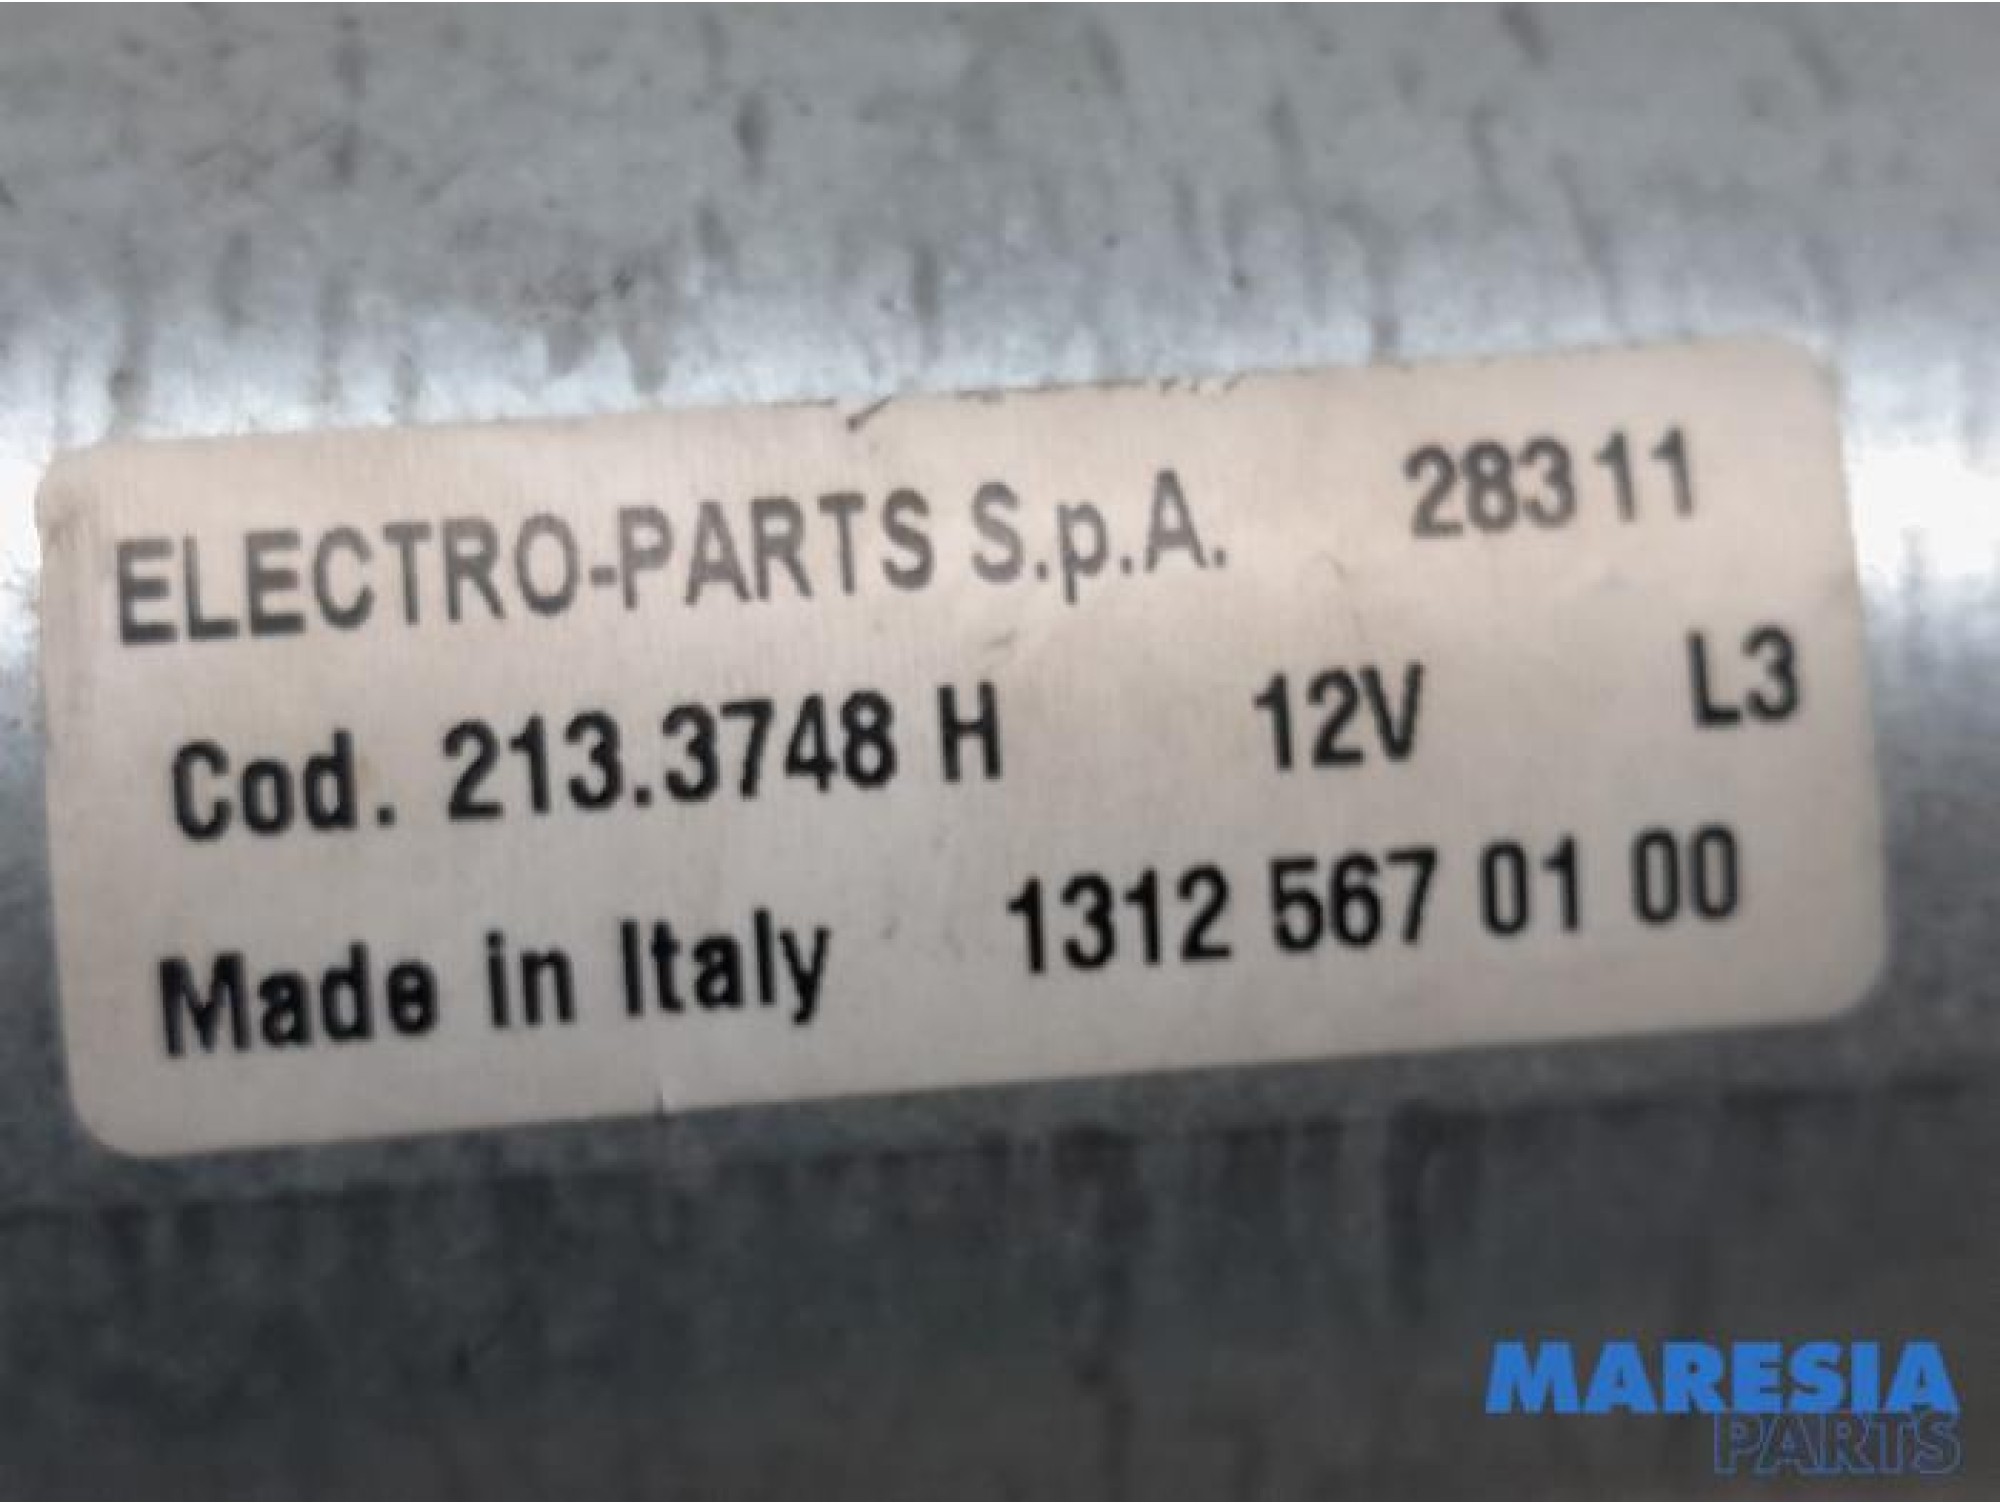 ELECTRO-PARTS S.p.A. 28311
Cod. 213.3748 H 12V L3
Made in Italy 1312 567 01 00
MARESIA
PARTS